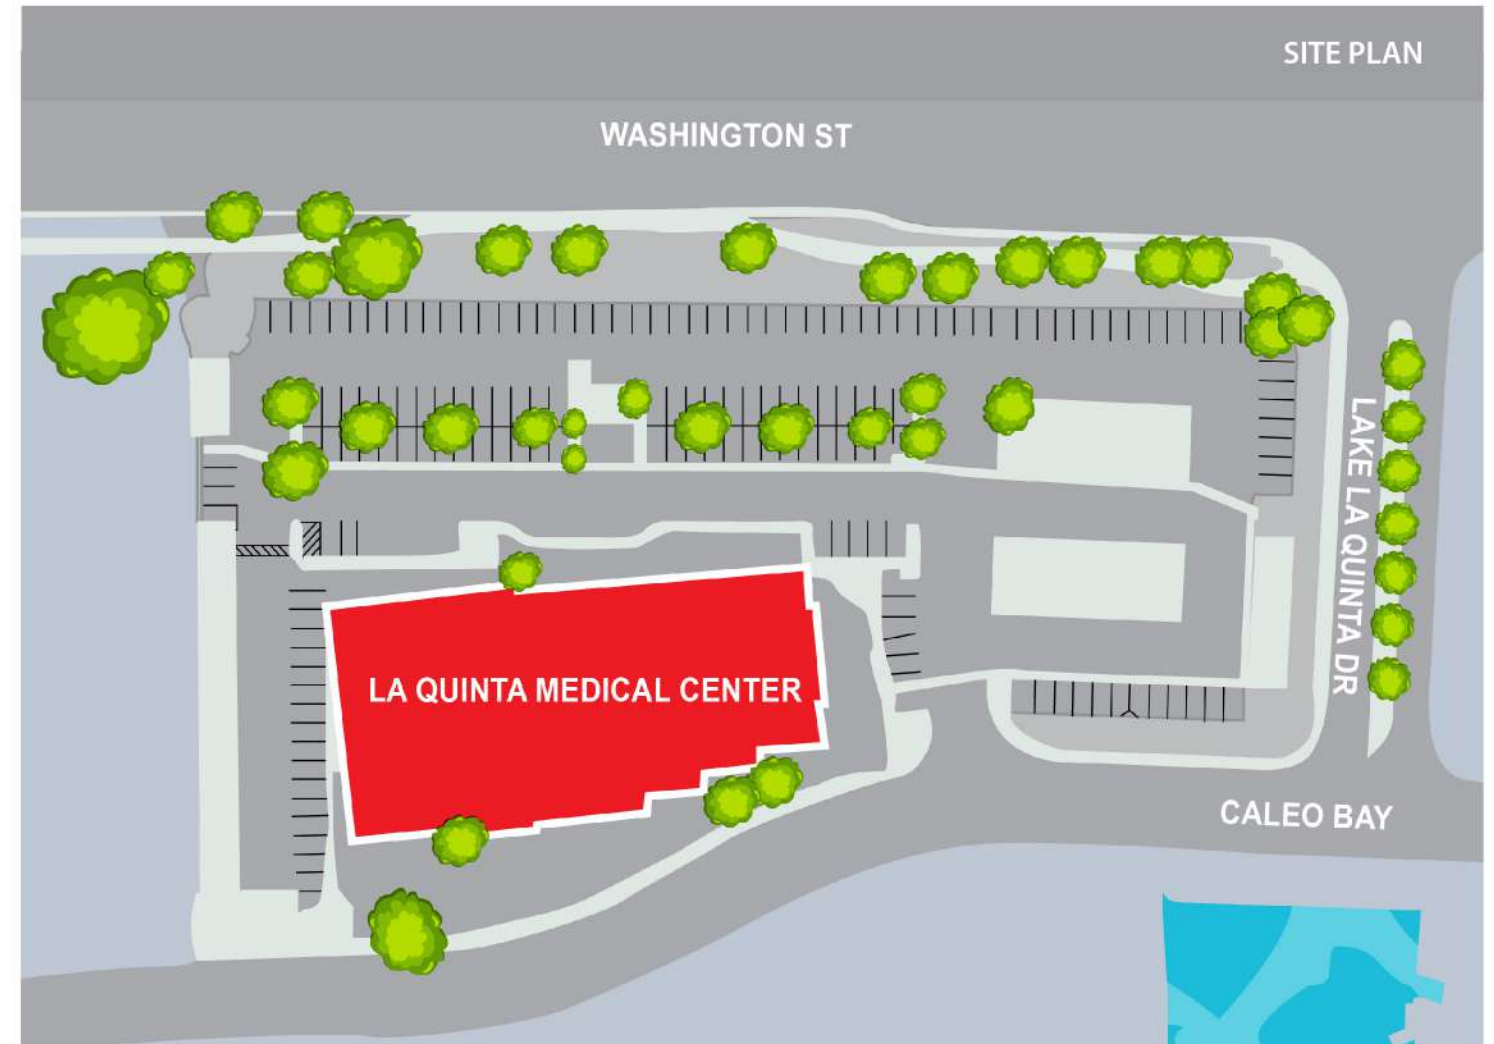 SITE PLAN
WASHINGTON ST
LAKE LA QUINTA DR
LA QUINTA MEDICAL CENTER
CALEO BAY